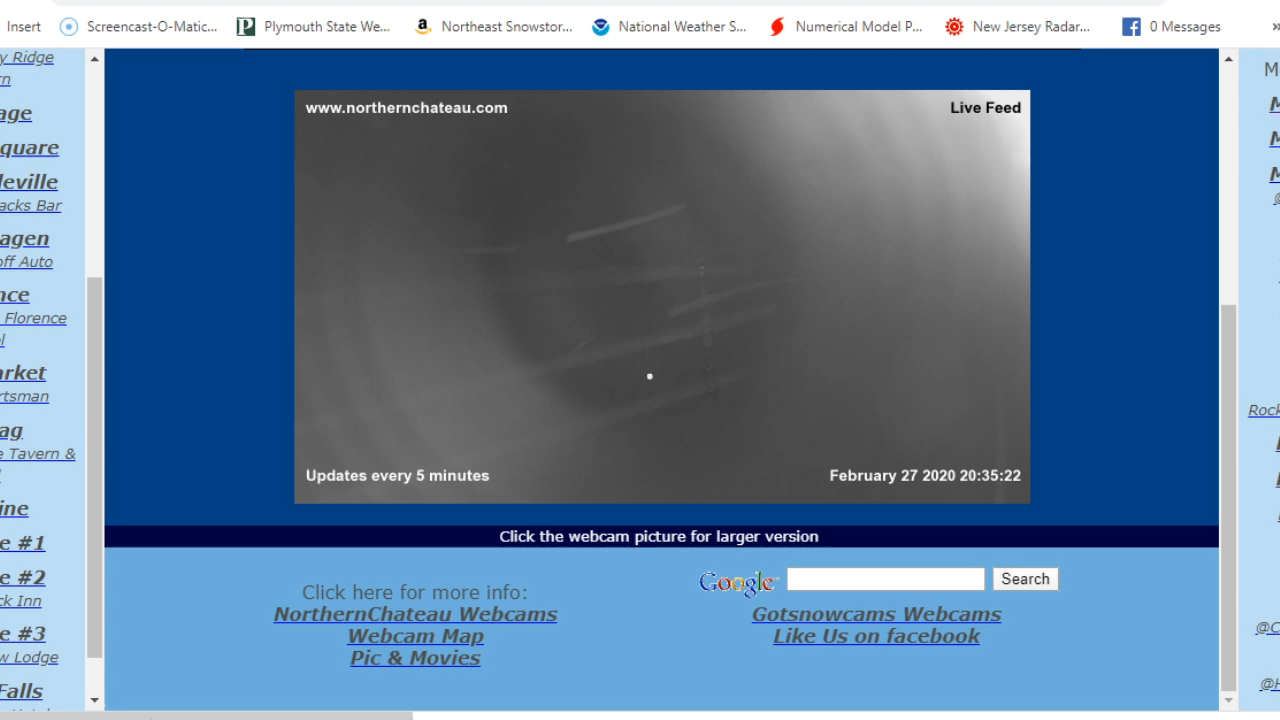 Insert Screencast-O-Matic... Plymouth State We... Northeast Snowstor... National Weather S... Numerical Model P... New Jersey Radar... 0 Messages
y Ridge
rn
age
quare
leville
acks Bar
agen
off Auto
nce
Florence
el
arket
rtsman
ag
e Tavern &
ine
e #1
e #2
ck Inn
e #3
w Lodge
Falls
www.northernchateau.com
Live Feed
Updates every 5 minutes
February 27 2020 20:35:22
Click the webcam picture for larger version
Click here for more info:
NorthernChateau Webcams
Webcam Map
Pic & Movies
Google Search
Gotsnowcams Webcams
Like Us on facebook
M
M
M
M
@
Rock
@C
@H